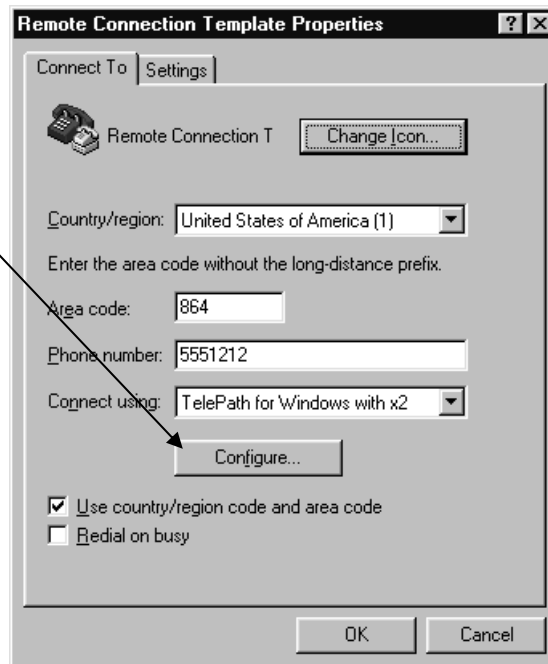 Remote Connection Template Properties
Connect To Settings
Remote Connection T Change Icon...
Country/region: United States of America (1)
Enter the area code without the long-distance prefix.
Area code: 864
Phone number: 5551212
Connect using: TelePath for Windows with x2
Configure...
Use country/region code and area code
Redial on busy
OK Cancel